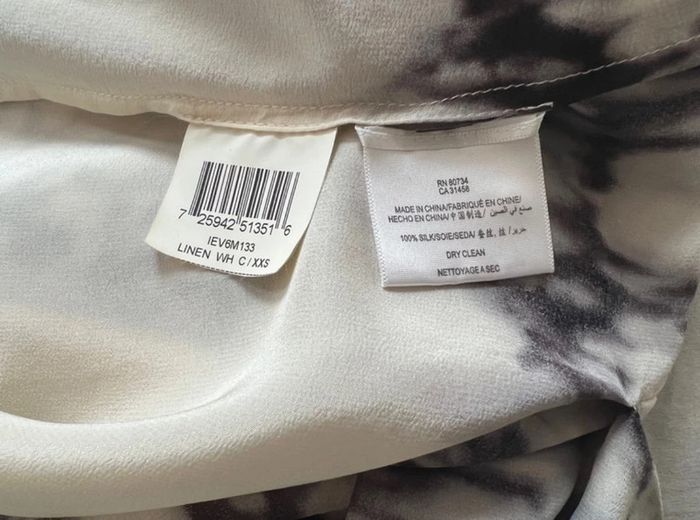 7 25942 51351 6
IEV6M133
LINEN WH C/XXS
RN 80734
CA 31458
MADE IN CHINA/FABRIQUÉ EN CHINE/
HECHO EN CHINA/中国制造/ صنع في الصين
100% SILK/SOIE/SEDA/ 蚕丝, 丝 / حرير
DRY CLEAN
NETTOYAGE A SEC